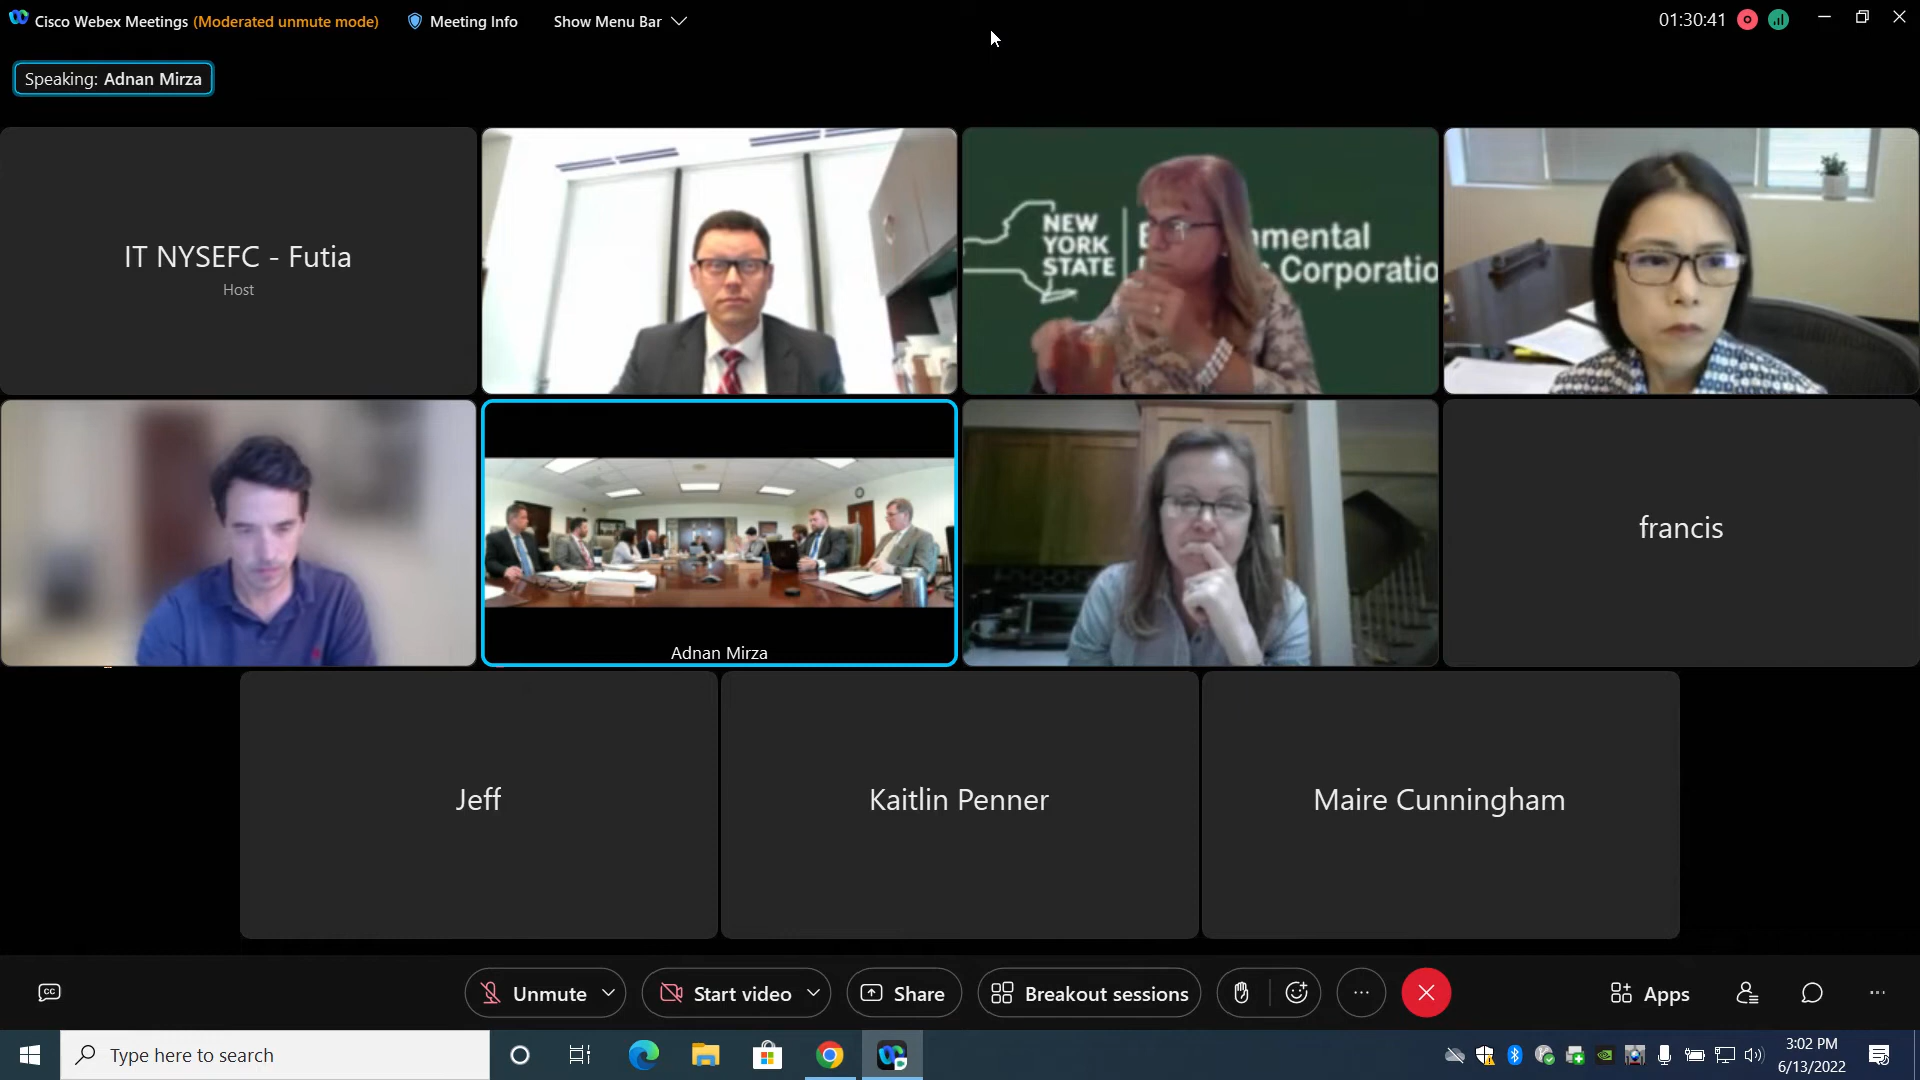 Cisco Webex Meetings (Moderated unmute mode)
Meeting Info
Show Menu Bar
01:30:41
Speaking: Adnan Mirza
IT NYSEFC - Futia
Host
NEW
YORK
STATE
Corporatio
Adnan Mirza
francis
Jeff
Kaitlin Penner
Maire Cunningham
CC
Unmute
Start video
Share
Breakout sessions
Apps
Type here to search
3:02 PM
6/13/2022